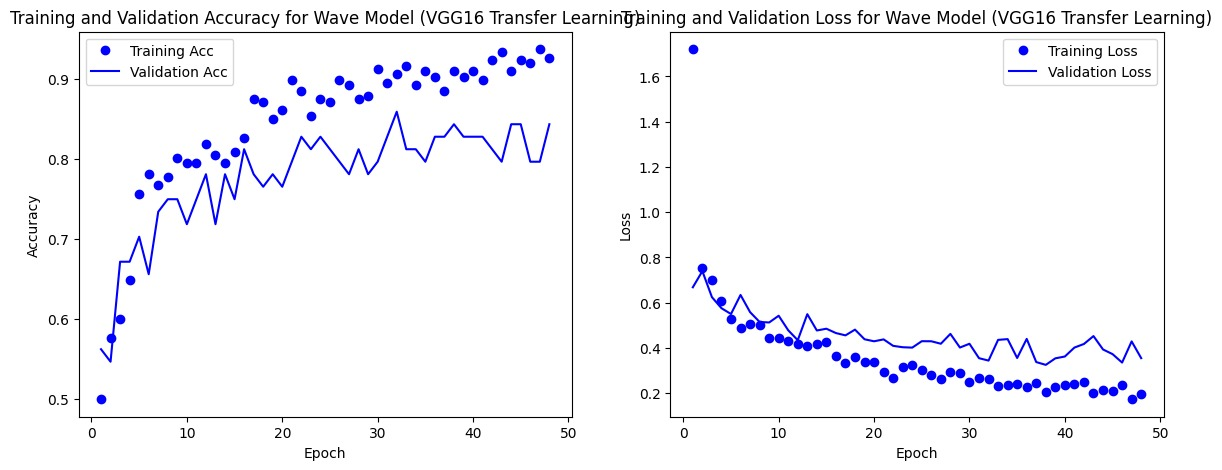 Training and Validation Accuracy for Wave Model (VGG16 Transfer Learning)
Training Acc
Validation Acc
0.9
0.8
0.7
0.6
0.5
Accuracy
0
10
20
30
40
50
Epoch
Training and Validation Loss for Wave Model (VGG16 Transfer Learning)
Training Loss
Validation Loss
1.6
1.4
1.2
1.0
0.8
0.6
0.4
0.2
Loss
0
10
20
30
40
50
Epoch